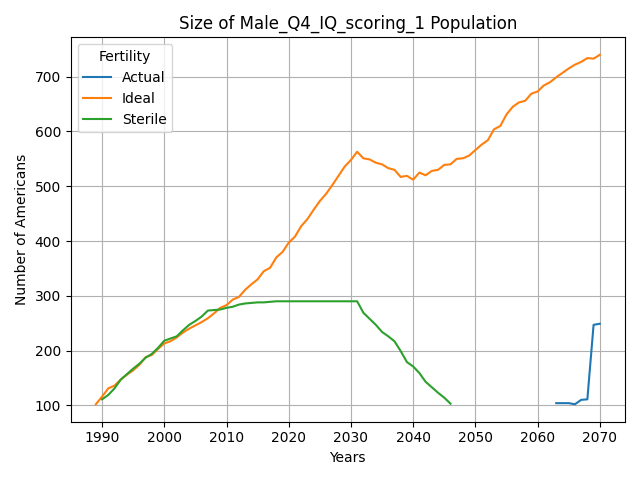 Size of Male_Q4_IQ_scoring_1 Population
Fertility
Actual
Ideal
Sterile
Number of Americans
700
600
500
400
300
200
100
1990 2000 2010 2020 2030 2040 2050 2060 2070
Years